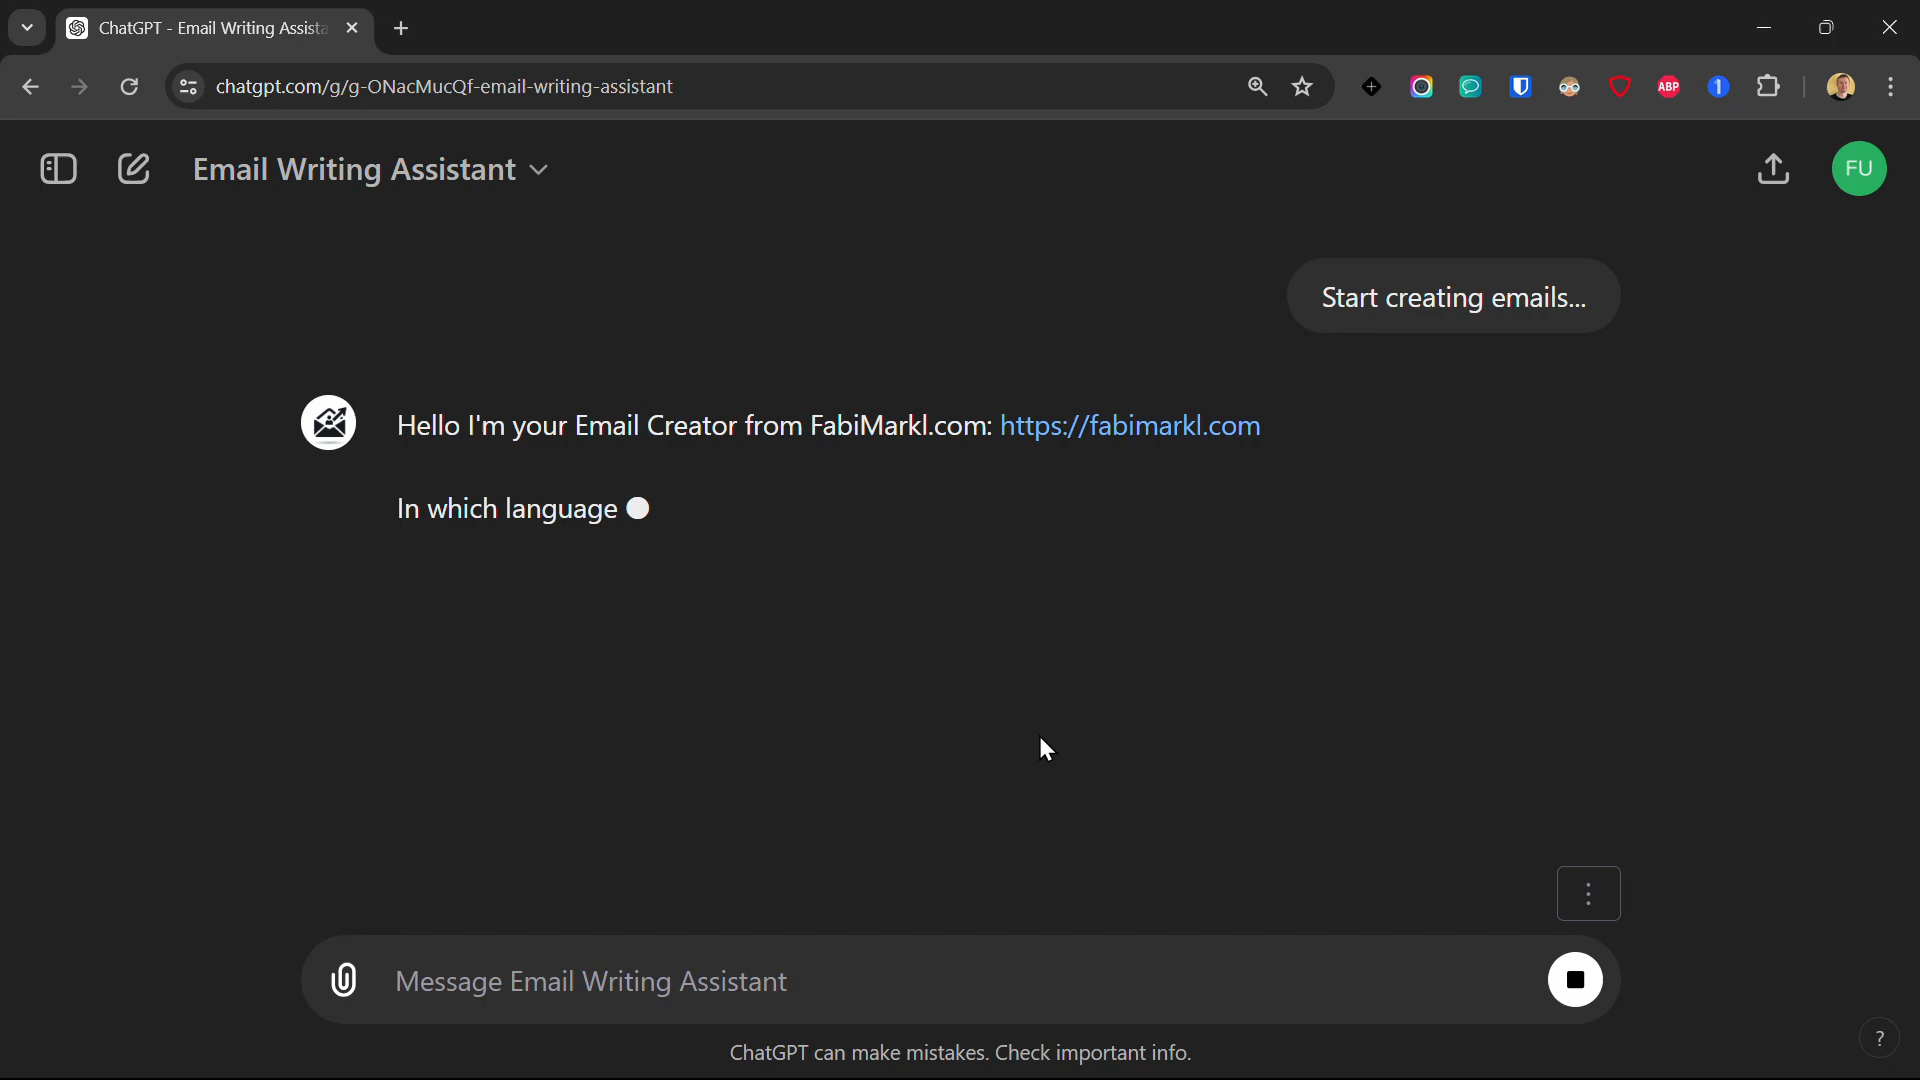 ChatGPT - Email Writing Assista
chatgpt.com/g/g-ONacMucQf-email-writing-assistant
ABP
1
Email Writing Assistant
FU
Start creating emails...
Hello I'm your Email Creator from FabiMarkl.com: https://fabimarkl.com
In which language
Message Email Writing Assistant
ChatGPT can make mistakes. Check important info.
?